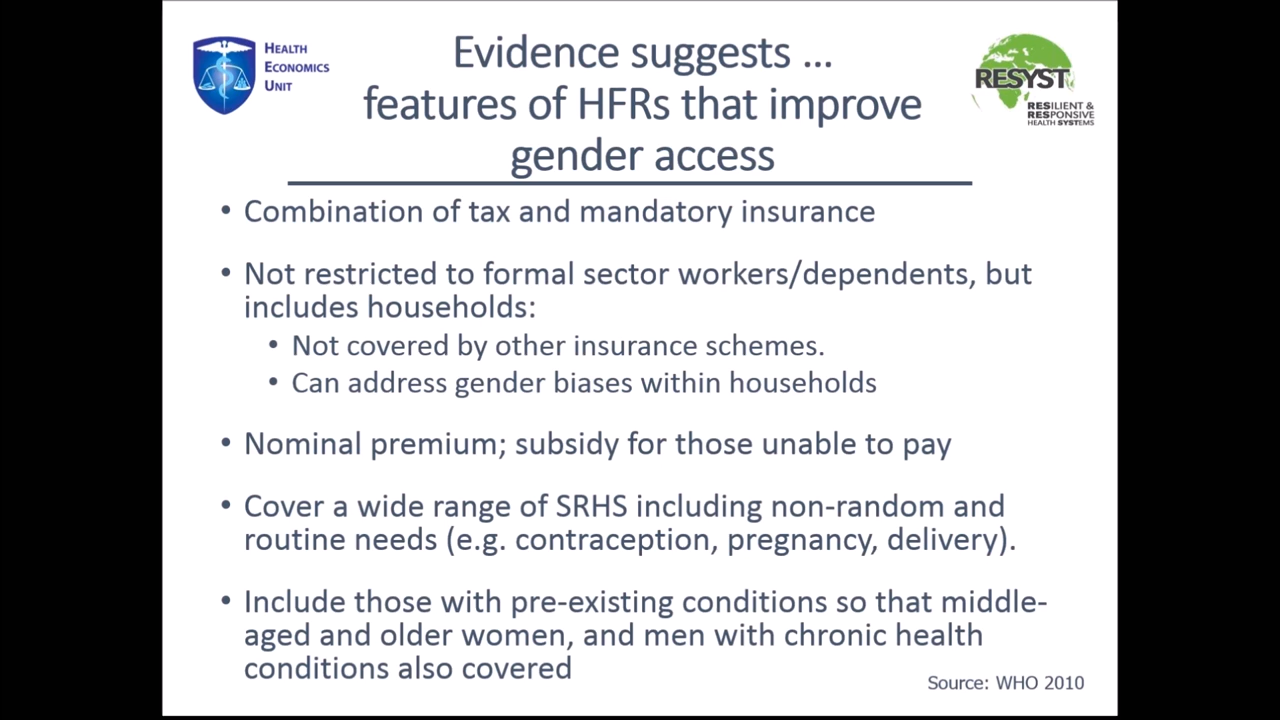 HEALTH
ECONOMICS
UNIT
Evidence suggests ...
features of HFRs that improve
gender access
RESYST
RESILIENT &
RESPONSIVE
HEALTH SYSTEMS
• Combination of tax and mandatory insurance
• Not restricted to formal sector workers/dependents, but
includes households:
• Not covered by other insurance schemes.
• Can address gender biases within households
• Nominal premium; subsidy for those unable to pay
• Cover a wide range of SRHS including non-random and
routine needs (e.g. contraception, pregnancy, delivery).
• Include those with pre-existing conditions so that middle-
aged and older women, and men with chronic health
conditions also covered
Source: WHO 2010